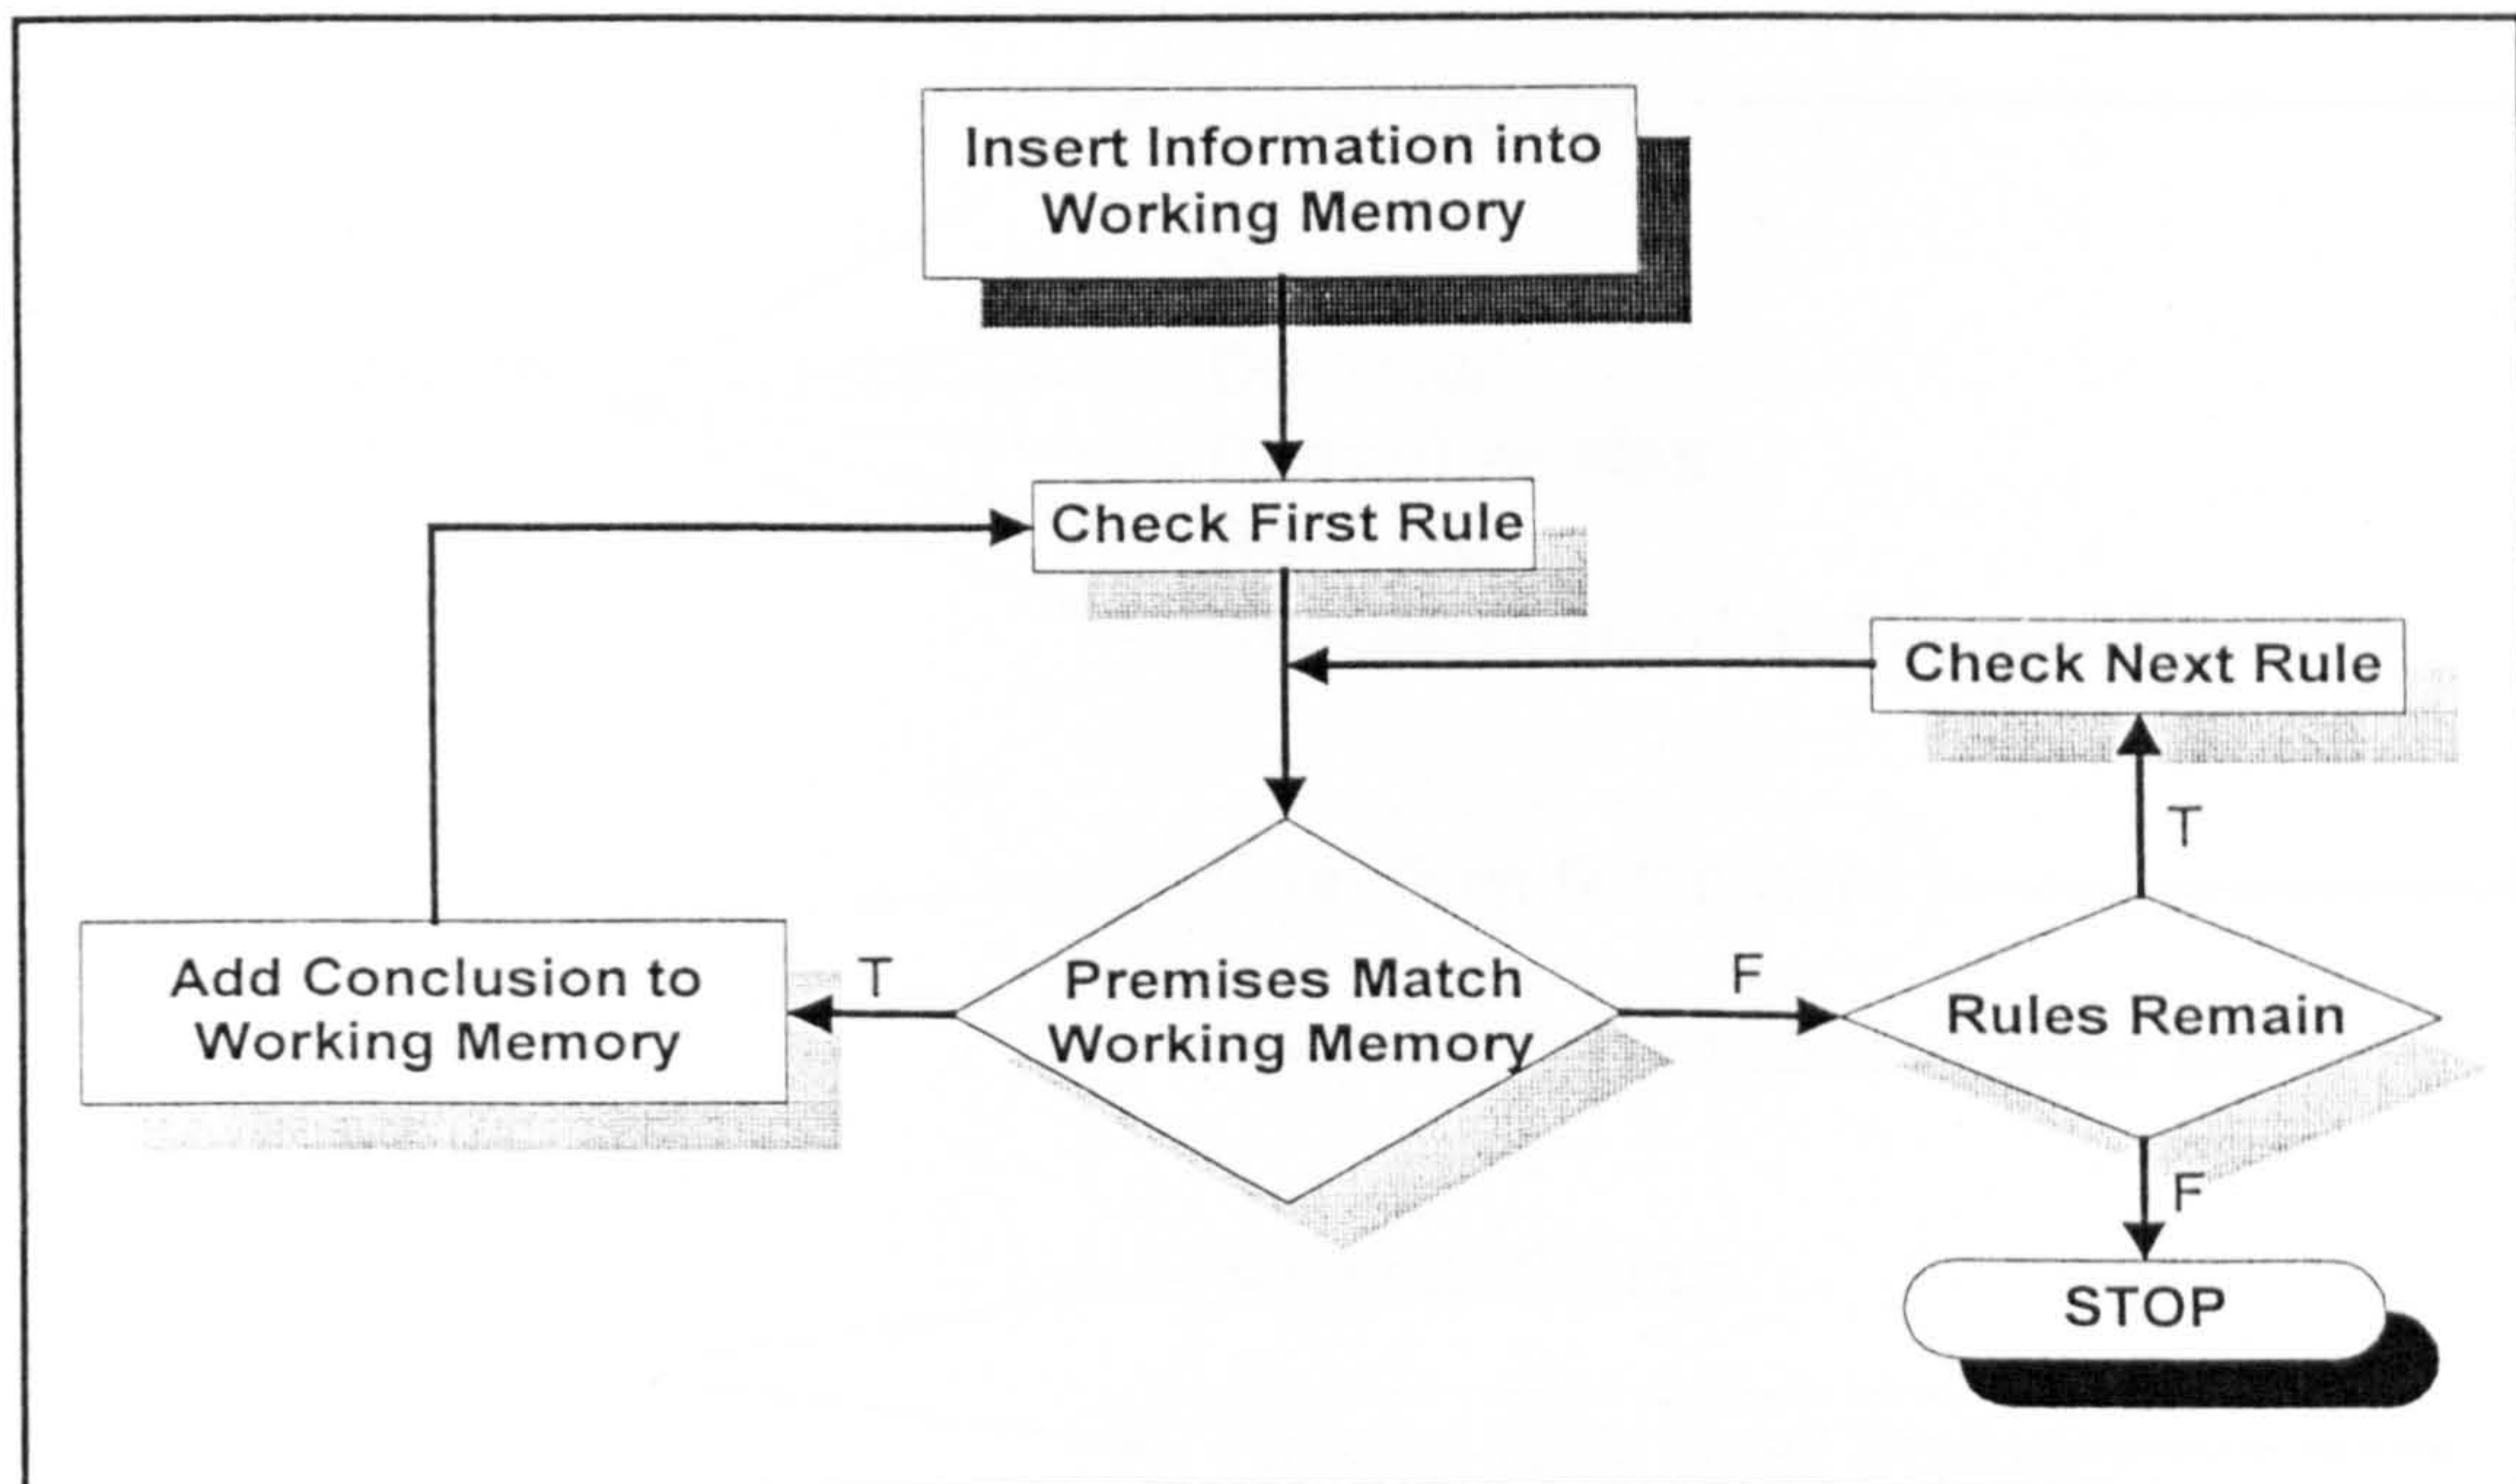 Insert Information into
Working Memory
Check First Rule
Check Next Rule
T
Add Conclusion to
Working Memory
T
Premises Match
Working Memory
F
Rules Remain
F
STOP